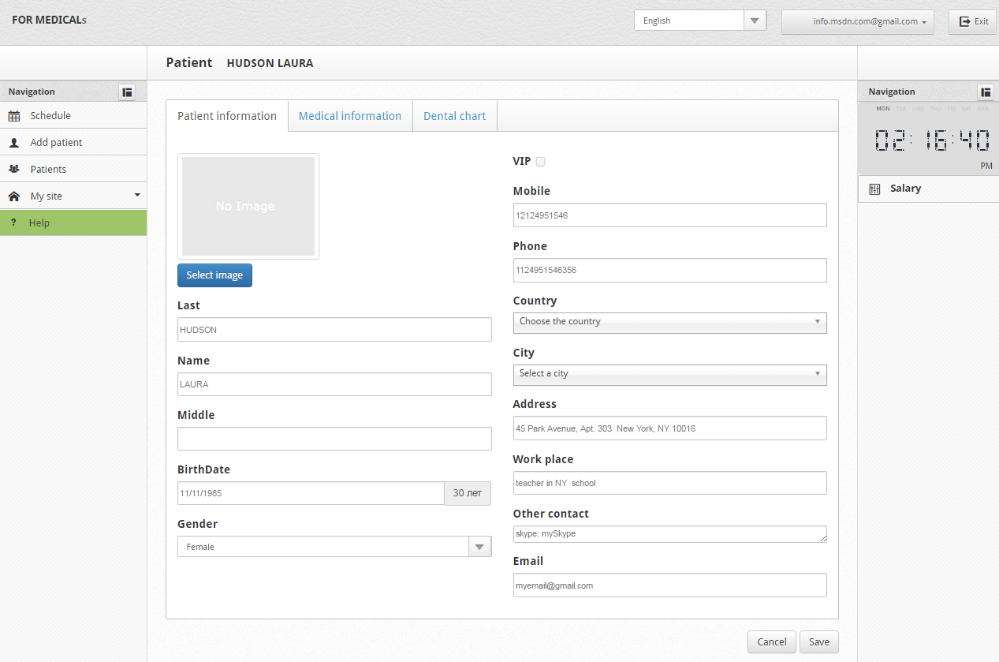 FOR MEDICALs
English
info.msdn.com@gmail.com
Exit
Patient HUDSON LAURA
Navigation
Schedule
Add patient
Patients
My site
? Help
Patient information
Medical information
Dental chart
No Image
Select image
Last
HUDSON
Name
LAURA
Middle
BirthDate
11/11/1985
30 лет
Gender
Female
VIP
Mobile
12124951546
Phone
1124951546356
Country
Choose the country
City
Select a city
Address
45 Park Avenue, Apt. 303  New York, NY 10016
Work place
teacher in NY  school
Other contact
skype: mySkype
Email
myemail@gmail.com
Cancel
Save
Navigation
MON TUE WED THU FRI SAT SUN
02:16:40
PM
Salary